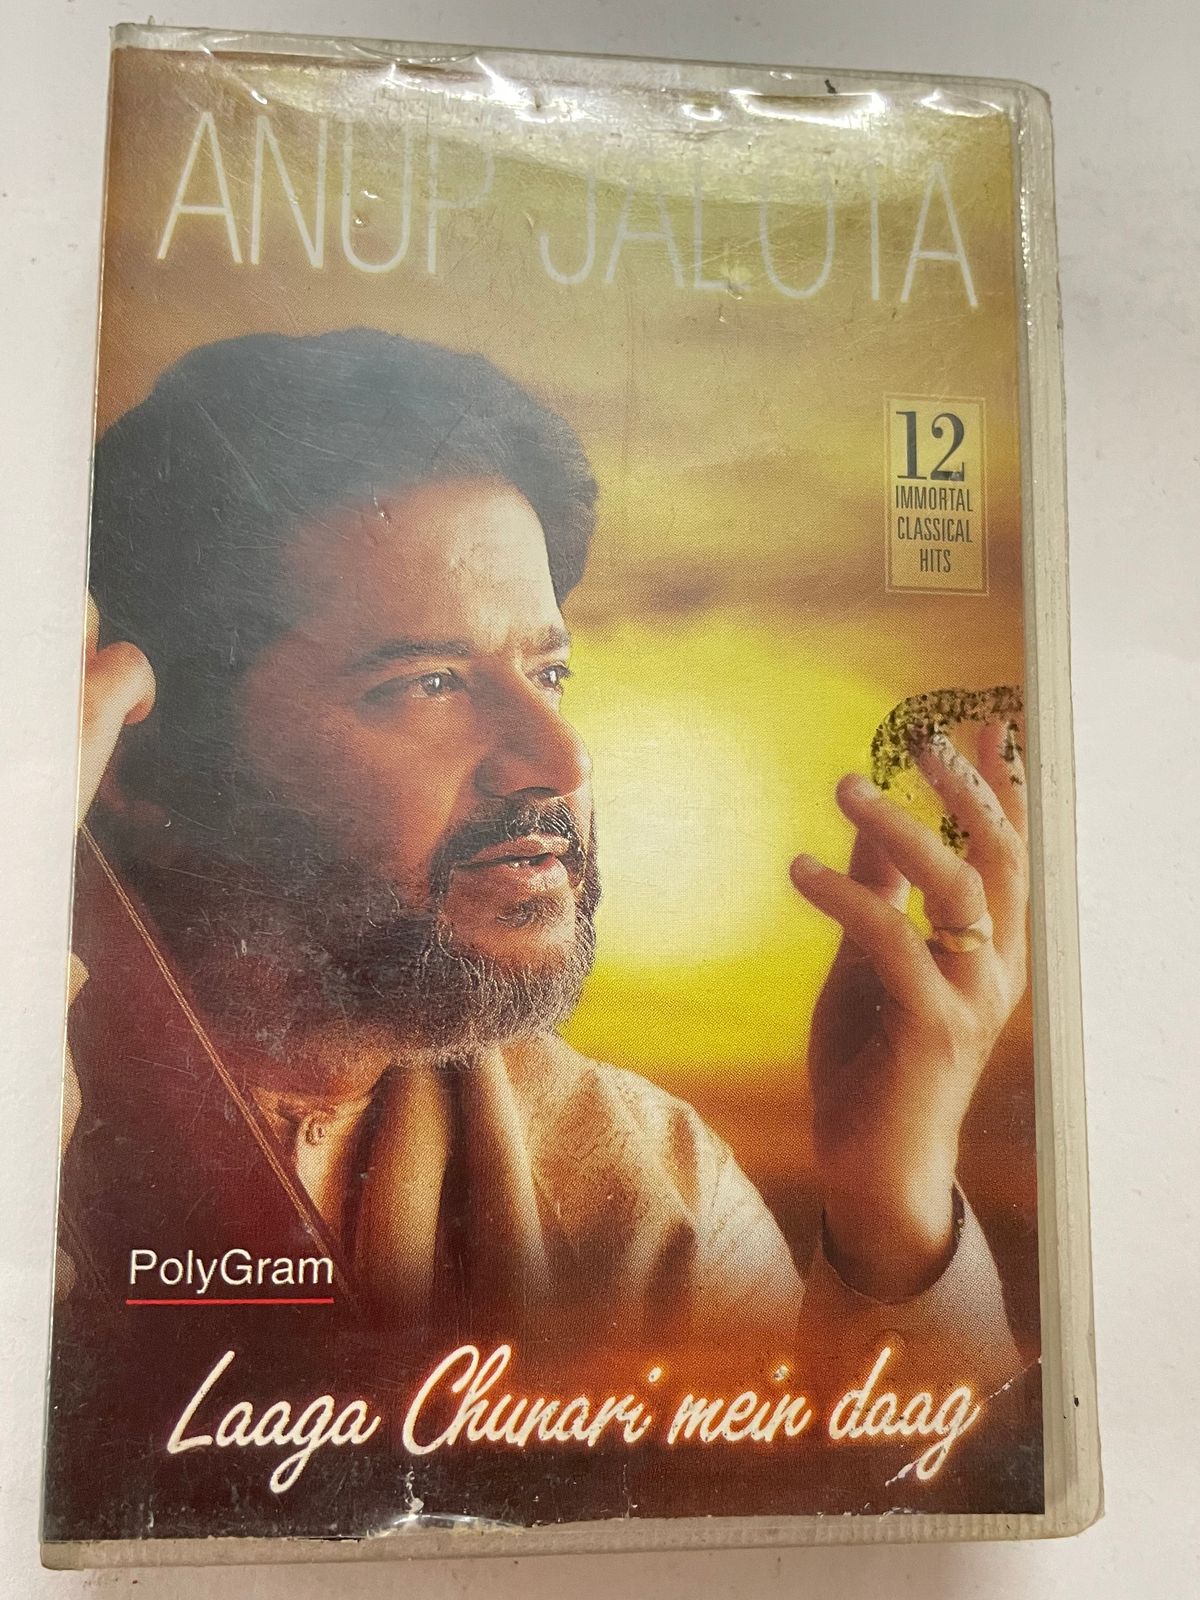 ANUP JALOTA
12
IMMORTAL
CLASSICAL
HITS
PolyGram
Laaga Chunari mein daag